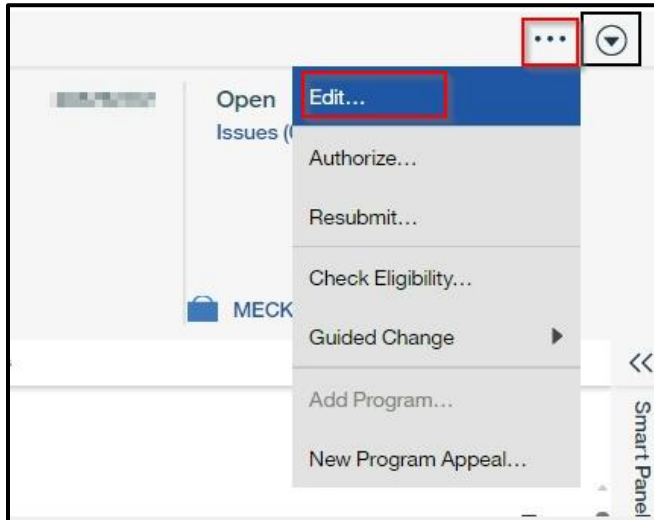 ...
Open
Edit...
Issues (
Authorize...
Resubmit...
Check Eligibility...
MECK
Guided Change
Add Program...
New Program Appeal...
Smart Panel